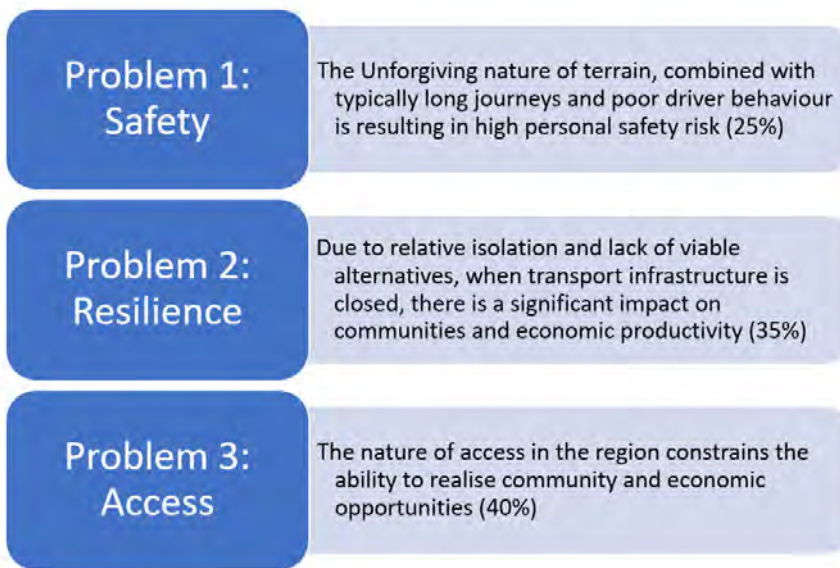 Problem 1:
Safety
The Unforgiving nature of terrain, combined with
typically long journeys and poor driver behaviour
is resulting in high personal safety risk (25%)
Problem 2:
Resilience
Due to relative isolation and lack of viable
alternatives, when transport infrastructure is
closed, there is a significant impact on
communities and economic productivity (35%)
Problem 3:
Access
The nature of access in the region constrains the
ability to realise community and economic
opportunities (40%)